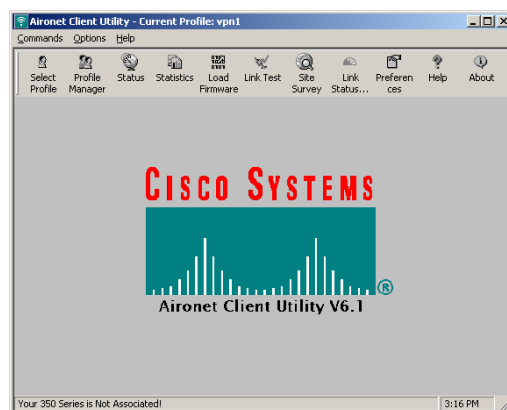 Aironet Client Utility - Current Profile: vpn1
Commands Options Help
Select Profile Profile Manager Status Statistics Load Firmware Link Test Site Survey Link Status... Preferen ces Help About
CISCO SYSTEMS
®
Aironet Client Utility V6.1
Your 350 Series is Not Associated! 3:16 PM